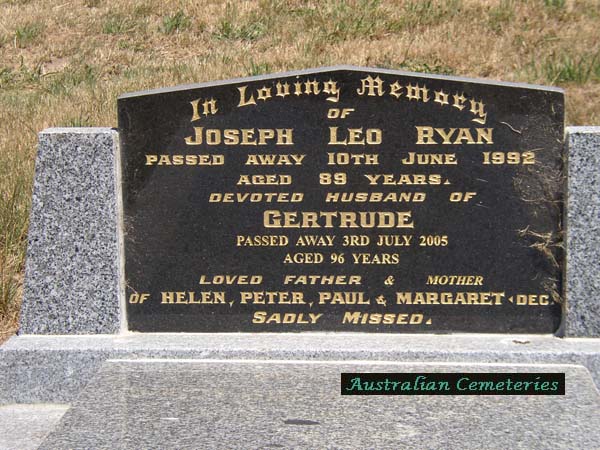 In Loving Memory
OF
JOSEPH LEO RYAN
PASSED AWAY 10TH JUNE 1992
AGED 89 YEARS.
DEVOTED HUSBAND OF
GERTRUDE
PASSED AWAY 3RD JULY 2005
AGED 96 YEARS
LOVED FATHER & MOTHER
OF HELEN, PETER, PAUL & MARGARET (DEC)
SADLY MISSED.
Australian Cemeteries